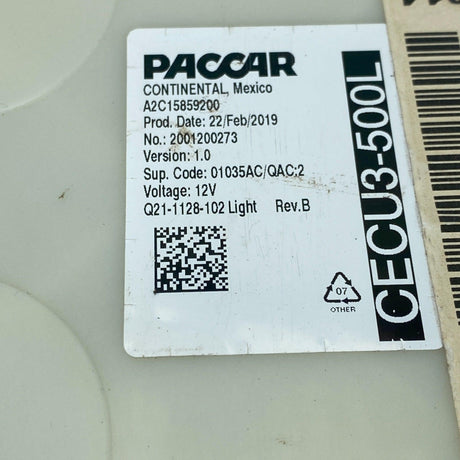 PACCAR
CONTINENTAL, Mexico
A2C15859200
Prod. Date: 22/Feb/2019
No.: 2001200273
Version: 1.0
Sup. Code: 01035AC/QAC:2
Voltage: 12V
Q21-1128-102 Light Rev.B
07
OTHER
CECU3-500L